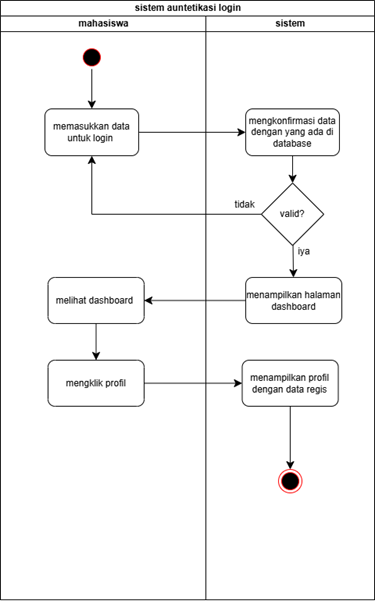 sistem auntetikasi login
mahasiswa
sistem
memasukkan data
untuk login
mengkonfirmasi data
dengan yang ada di
database
tidak
valid?
iya
melihat dashboard
menampilkan halaman
dashboard
mengklik profil
menampilkan profil
dengan data regis